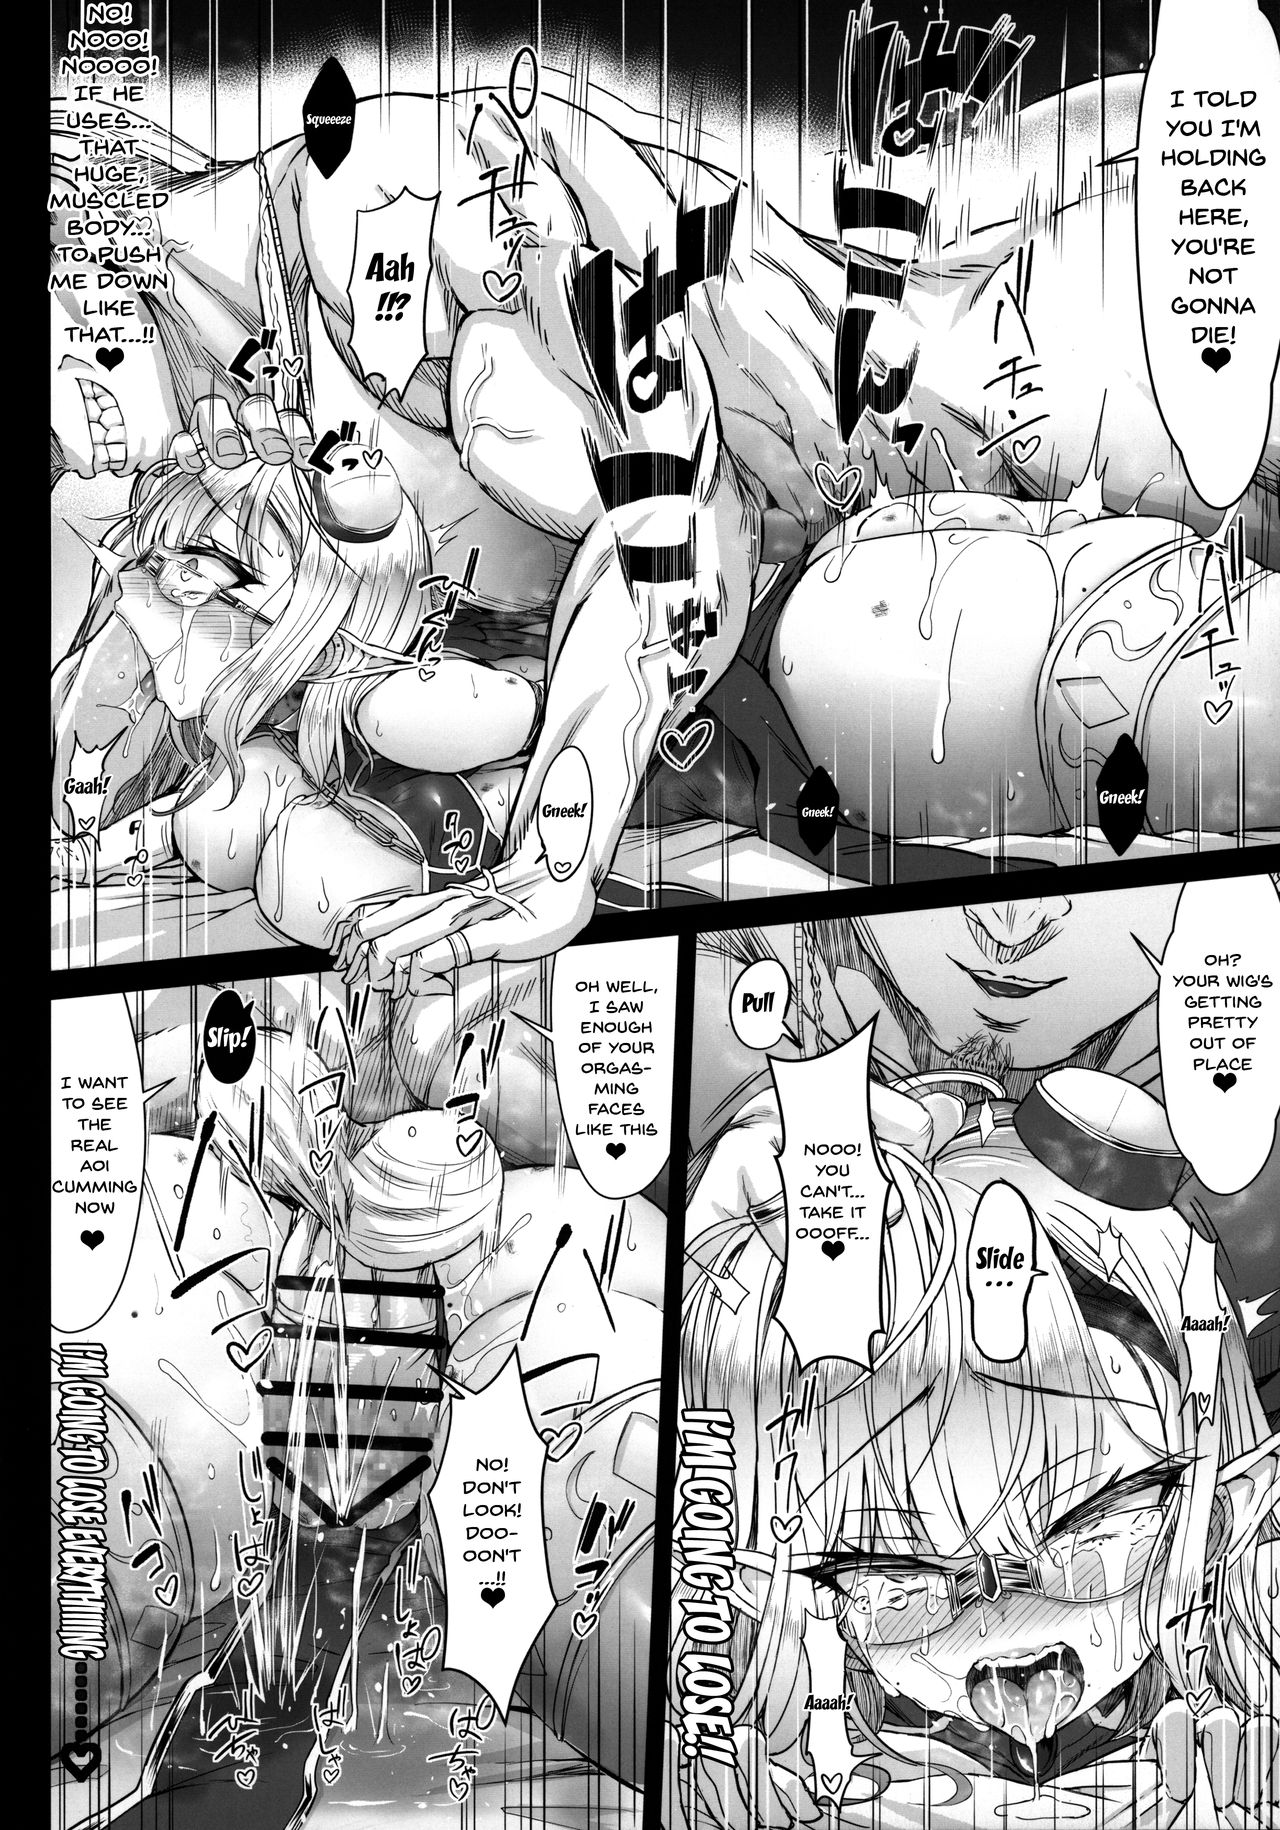 I TOLD
YOU I'M
HOLDING
BACK
HERE,
YOU'RE
NOT
GONNA
DIE!
Squeeeze
Aah
!!?
NO!
NOOO!
NOOOO!
IF HE
USES...
THAT
HUGE,
MUSCLED
BODY...
TO PUSH
ME DOWN
LIKE
THAT...!!
Gaah!
Gneek!
Gneek!
Gneek!
OH?
YOUR WIG'S
GETTING
PRETTY
OUT OF
PLACE
Pull
NOOO!
YOU
CAN'T...
TAKE IT
OOOFF...
Slide
...
Aaaah!
Aaaah!
I'M GOING TO LOSE!!
OH WELL,
I SAW
ENOUGH
OF YOUR
ORGAS-
MING
FACES
LIKE THIS
Slip!
I WANT
TO SEE
THE
REAL
AOI
CUMMING
NOW
NO!
DON'T
LOOK!
DOO-
OON'T
...!!
I'M GOING TO LOSE EVERYTHIIING